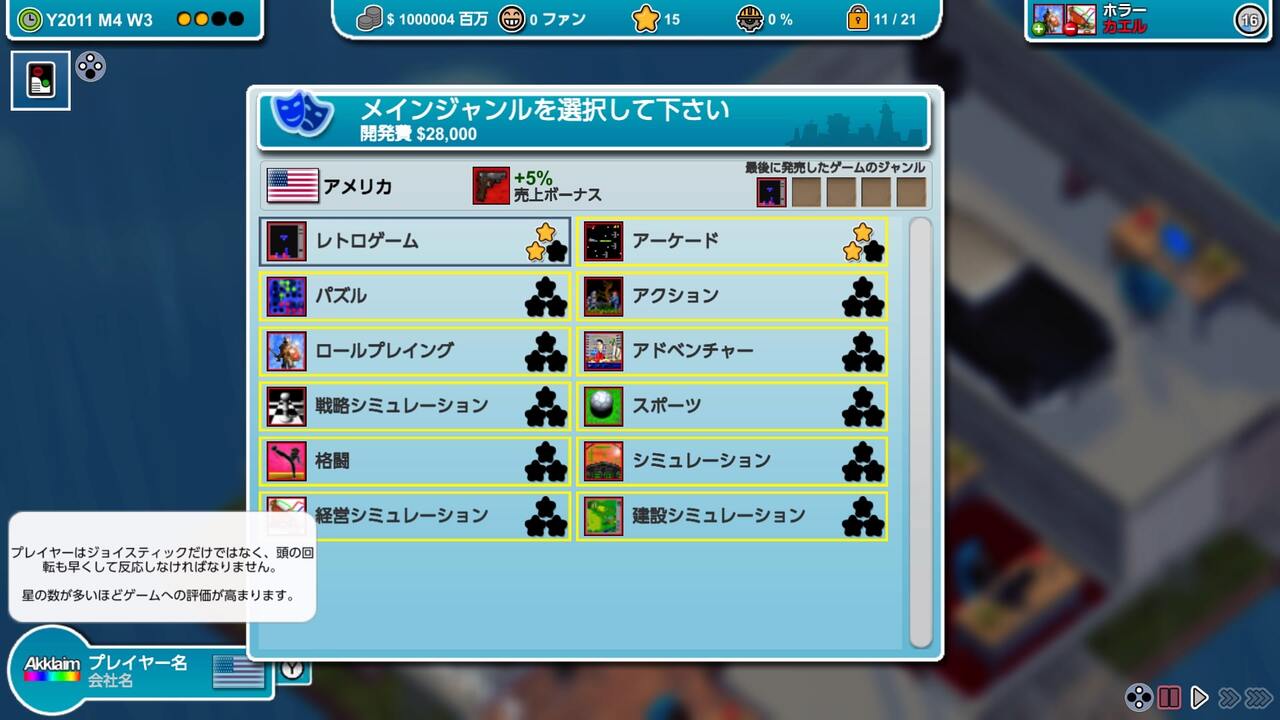 Y2011 M4 W3
$ 1000004 百万
0 ファン
15
0 %
11 / 21
ホラー
カエル
16
メインジャンルを選択して下さい
開発費 $28,000
アメリカ
+5%
売上ボーナス
最後に発売したゲームのジャンル
レトロゲーム
アーケード
パズル
アクション
ロールプレイング
アドベンチャー
戦略シミュレーション
スポーツ
格闘
シミュレーション
経営シミュレーション
建設シミュレーション
プレイヤーはジョイスティックだけではなく、頭の回
転も早くして反応しなければなりません。
星の数が多いほどゲームへの評価が高まります。
Akklaim
プレイヤー名
会社名
Y